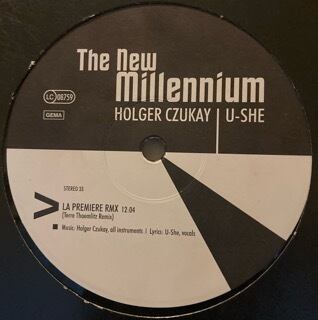 The New
Millennium
HOLGER CZUKAY | U-SHE
LC 08759
GEMA
STEREO 33
LA PREMIERE RMX 12.04
(Terre Thaemlitz Remix)
Music: Holger Czukay, all instruments | Lyrics: U-She, vocals